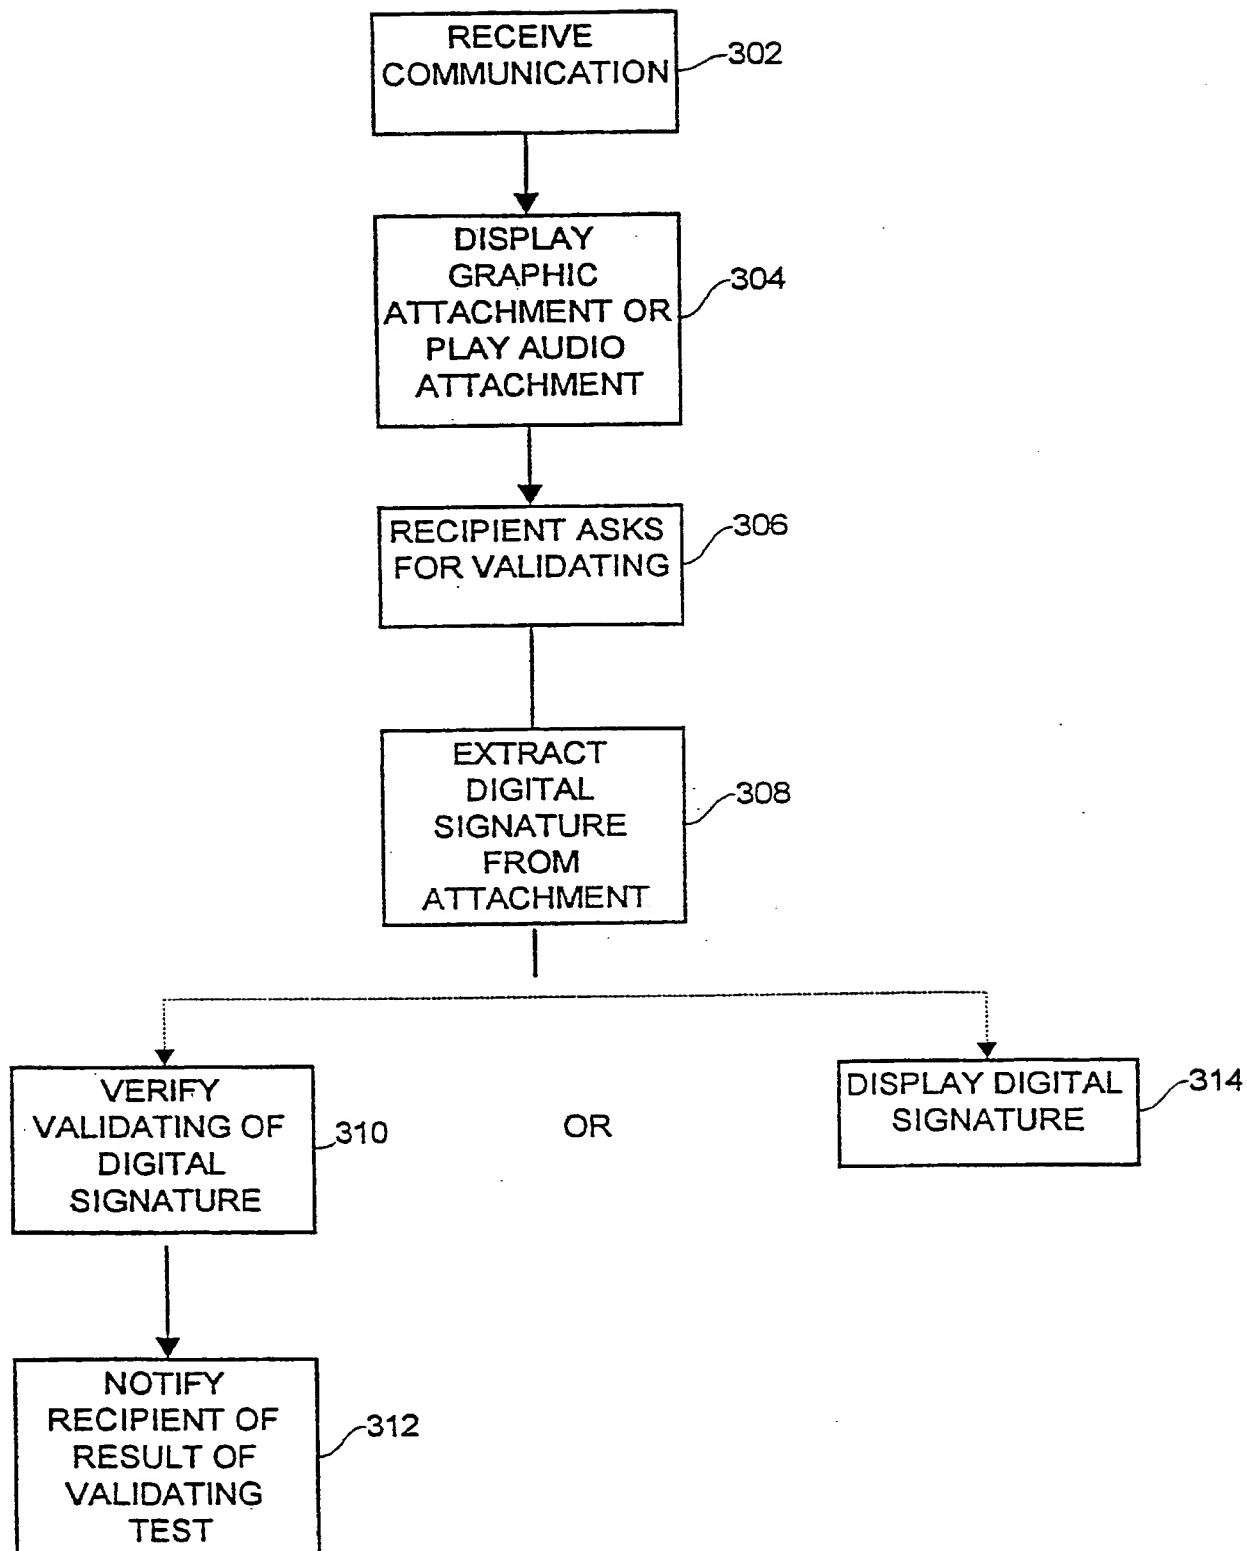 RECEIVE
COMMUNICATION
302
DISPLAY
GRAPHIC
ATTACHMENT OR
PLAY AUDIO
ATTACHMENT
304
RECIPIENT ASKS
FOR VALIDATING
306
EXTRACT
DIGITAL
SIGNATURE
FROM
ATTACHMENT
308
VERIFY
VALIDATING OF
DIGITAL
SIGNATURE
310
OR
DISPLAY DIGITAL
SIGNATURE
314
NOTIFY
RECIPIENT OF
RESULT OF
VALIDATING
TEST
312